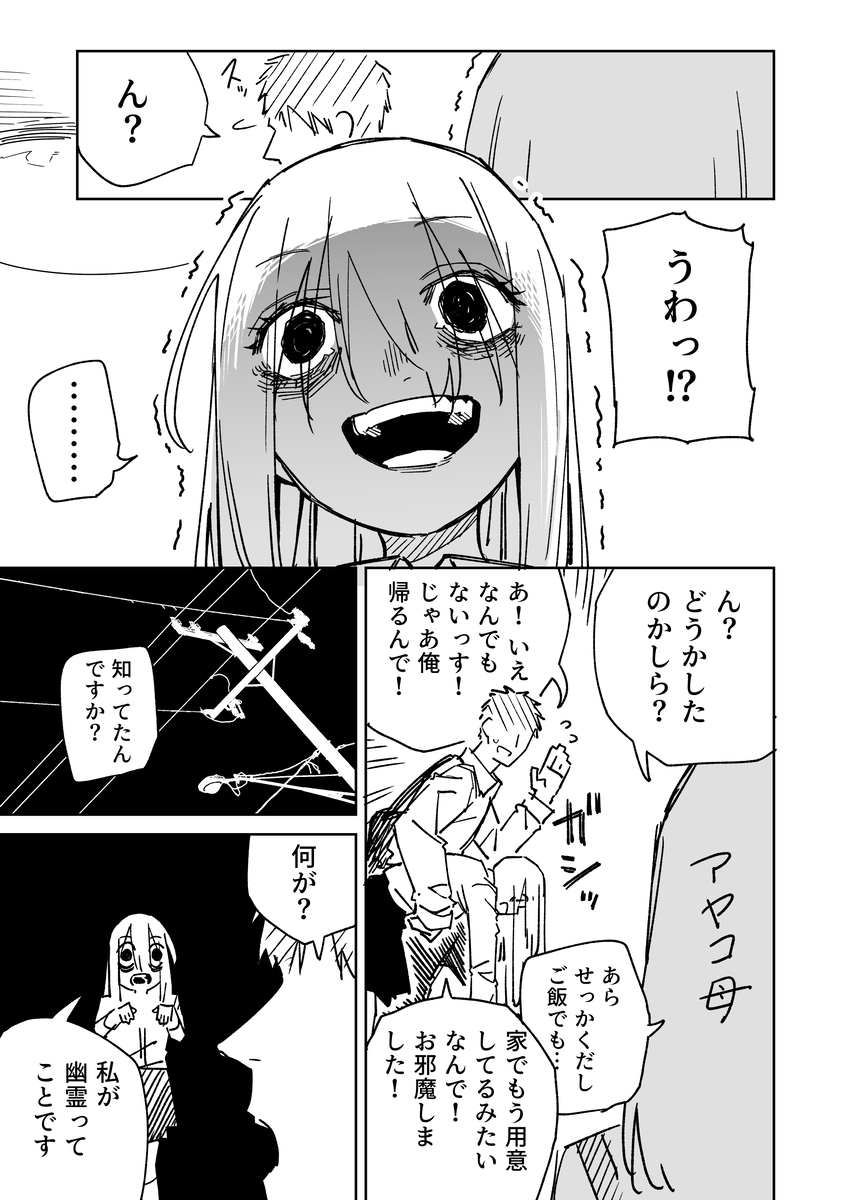 ん？
ズッ
うわっ!?
………
ん？
どうかした
のかしら？
あ！いえ
なんでも
ないっす！
じゃあ俺
帰るんで！
ガシッ
アヤコ母
あら
せっかくだし
ご飯でも…
家でもう用意
してるみたい
なんで！
お邪魔しま
した！
知ってたん
ですか？
何が？
私が
幽霊って
ことです